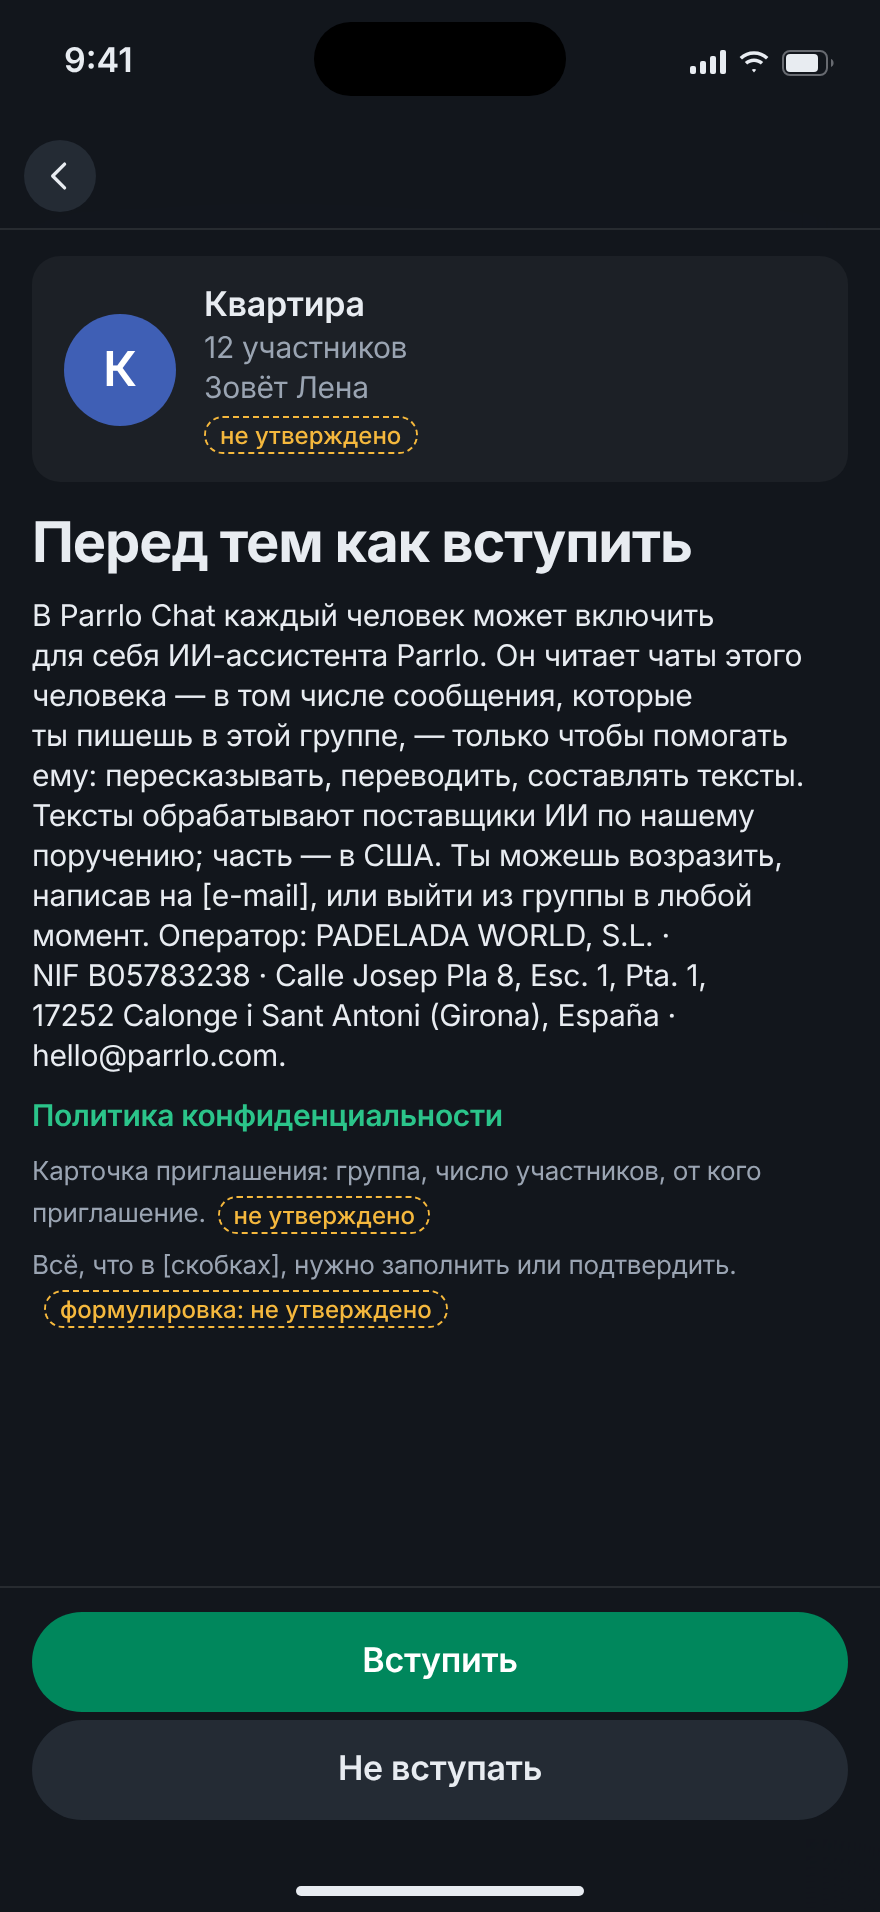 9:41
Квартира
К
12 участников
Зовёт Лена
не утверждено
Перед тем как вступить
В Parrlo Chat каждый человек может включить
для себя ИИ-ассистента Parrlo. Он читает чаты этого
человека — в том числе сообщения, которые
ты пишешь в этой группе, — только чтобы помогать
ему: пересказывать, переводить, составлять тексты.
Тексты обрабатывают поставщики ИИ по нашему
поручению; часть — в США. Ты можешь возразить,
написав на [e-mail], или выйти из группы в любой
момент. Оператор: PADELADA WORLD, S.L. ·
NIF B05783238 · Calle Josep Pla 8, Esc. 1, Pta. 1,
17252 Calonge i Sant Antoni (Girona), España ·
hello@parrlo.com.
Политика конфиденциальности
Карточка приглашения: группа, число участников, от кого
приглашение. не утверждено
Всё, что в [скобках], нужно заполнить или подтвердить.
формулировка: не утверждено
Вступить
Не вступать